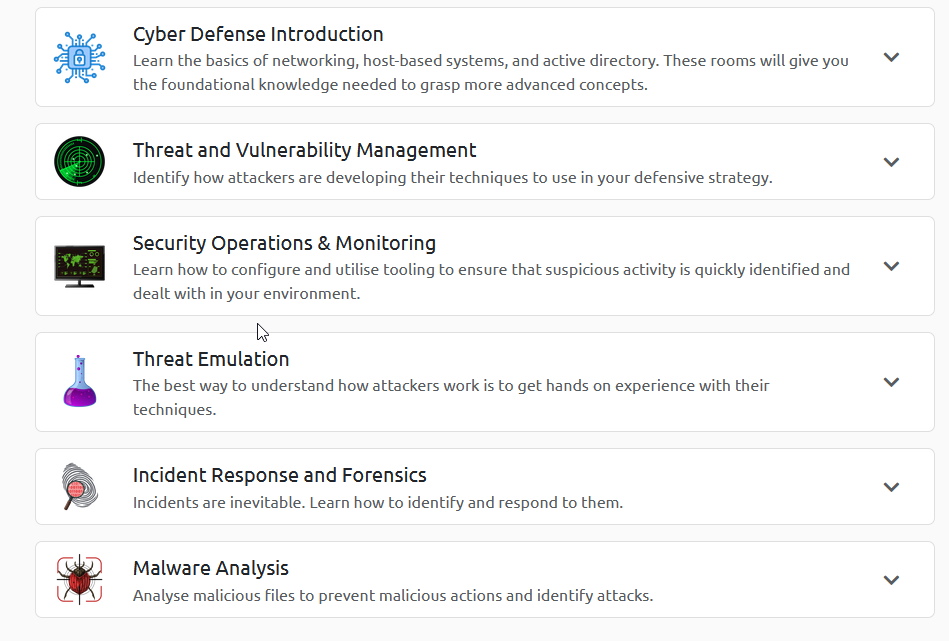 Cyber Defense Introduction
Learn the basics of networking, host-based systems, and active directory. These rooms will give you
the foundational knowledge needed to grasp more advanced concepts.
Threat and Vulnerability Management
Identify how attackers are developing their techniques to use in your defensive strategy.
Security Operations & Monitoring
Learn how to configure and utilise tooling to ensure that suspicious activity is quickly identified and
dealt with in your environment.
Threat Emulation
The best way to understand how attackers work is to get hands on experience with their
techniques.
Incident Response and Forensics
Incidents are inevitable. Learn how to identify and respond to them.
Malware Analysis
Analyse malicious files to prevent malicious actions and identify attacks.